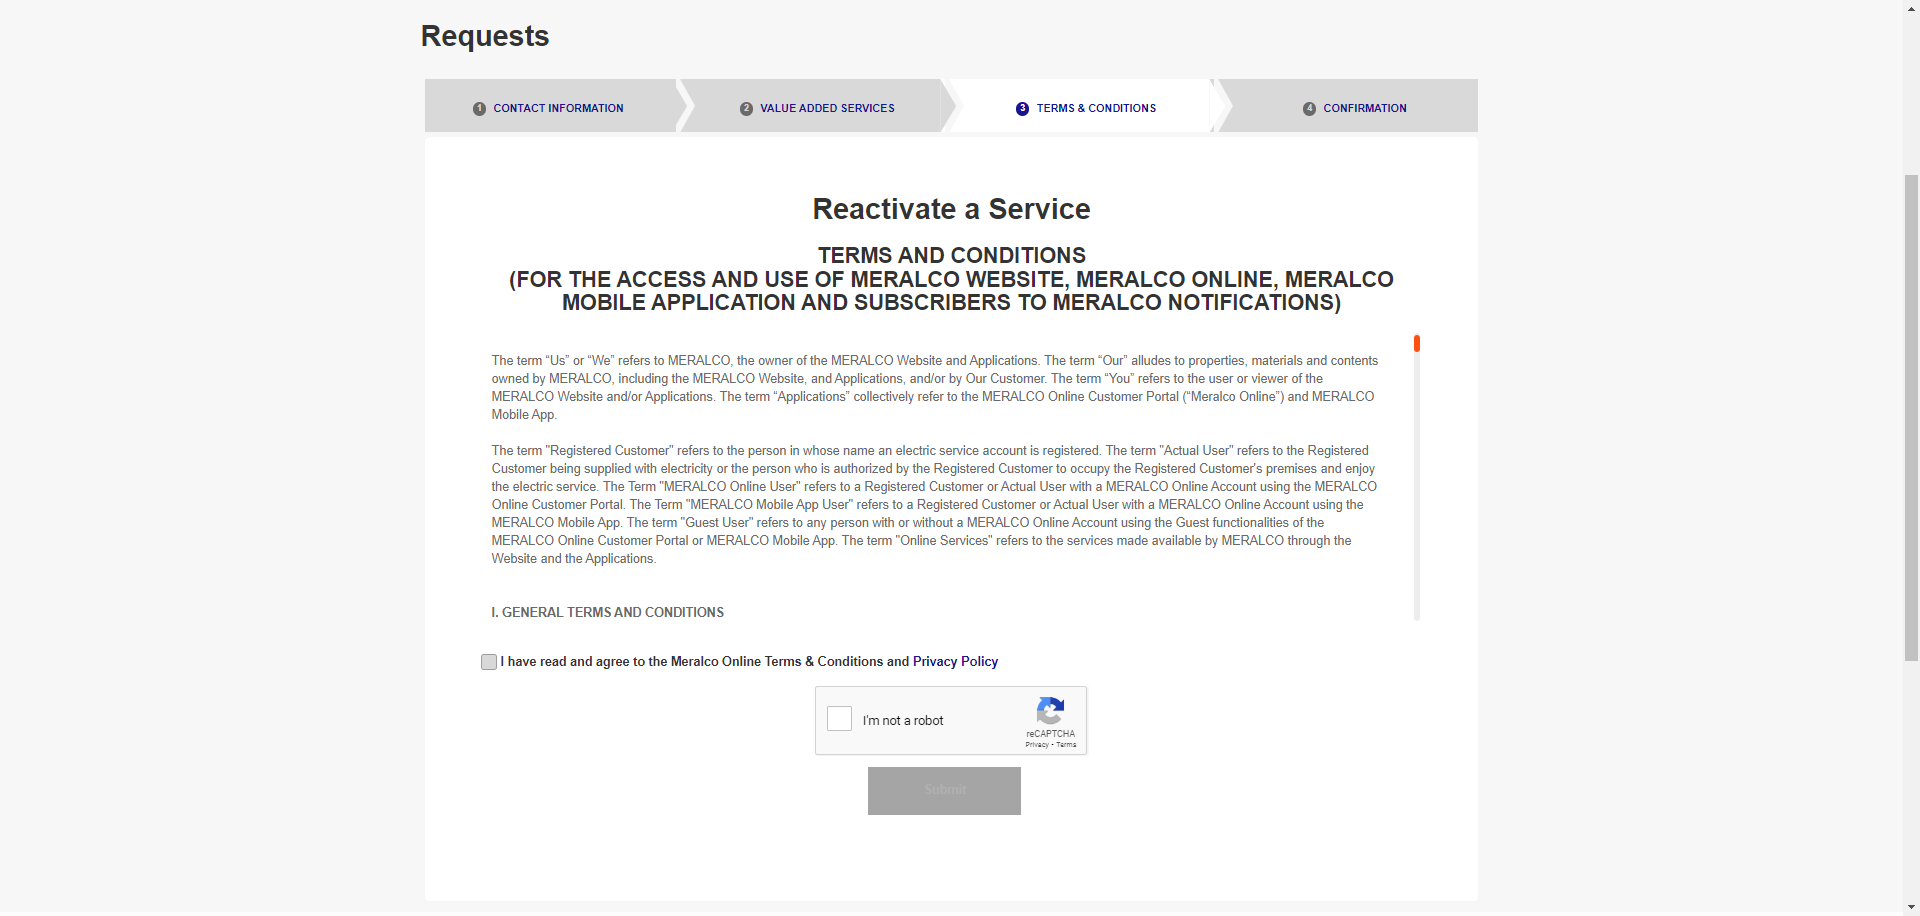 Requests
1 CONTACT INFORMATION
2 VALUE ADDED SERVICES
3 TERMS & CONDITIONS
4 CONFIRMATION
Reactivate a Service
TERMS AND CONDITIONS
(FOR THE ACCESS AND USE OF MERALCO WEBSITE, MERALCO ONLINE, MERALCO
MOBILE APPLICATION AND SUBSCRIBERS TO MERALCO NOTIFICATIONS)
The term “Us” or “We” refers to MERALCO, the owner of the MERALCO Website and Applications. The term “Our” alludes to properties, materials and contents
owned by MERALCO, including the MERALCO Website, and Applications, and/or by Our Customer. The term “You” refers to the user or viewer of the
MERALCO Website and/or Applications. The term “Applications” collectively refer to the MERALCO Online Customer Portal (“Meralco Online”) and MERALCO
Mobile App.
The term "Registered Customer" refers to the person in whose name an electric service account is registered. The term "Actual User" refers to the Registered
Customer being supplied with electricity or the person who is authorized by the Registered Customer to occupy the Registered Customer's premises and enjoy
the electric service. The Term "MERALCO Online User" refers to a Registered Customer or Actual User with a MERALCO Online Account using the MERALCO
Online Customer Portal. The Term "MERALCO Mobile App User" refers to a Registered Customer or Actual User with a MERALCO Online Account using the
MERALCO Mobile App. The term "Guest User" refers to any person with or without a MERALCO Online Account using the Guest functionalities of the
MERALCO Online Customer Portal or MERALCO Mobile App. The term "Online Services" refers to the services made available by MERALCO through the
Website and the Applications.
I. GENERAL TERMS AND CONDITIONS
I have read and agree to the Meralco Online Terms & Conditions and Privacy Policy
I'm not a robot
reCAPTCHA
Privacy - Terms
Submit